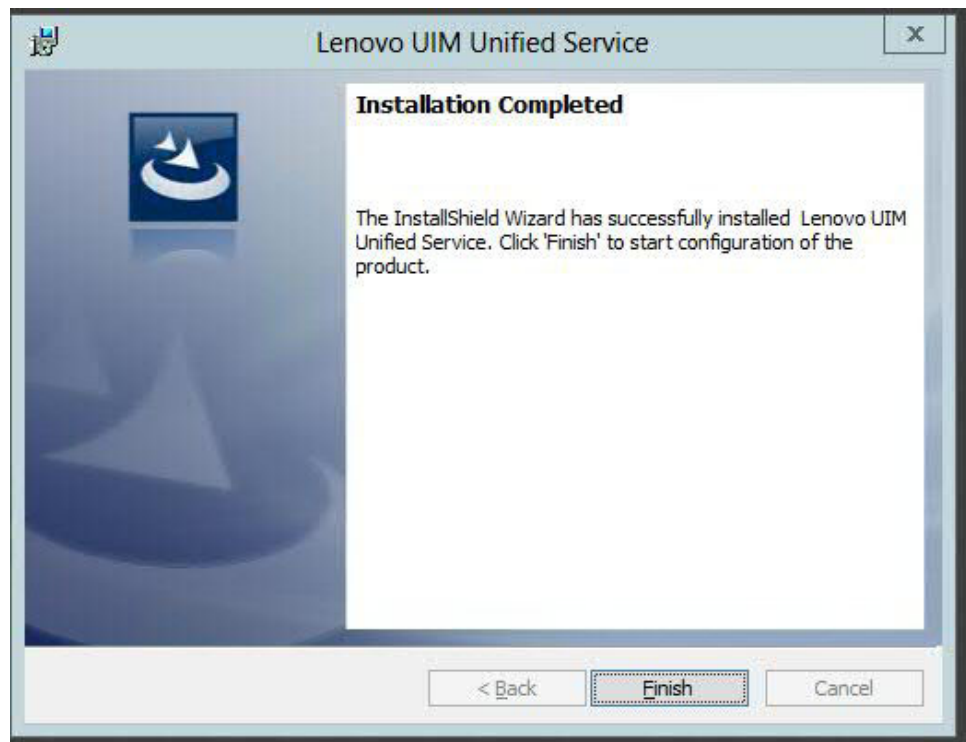 Lenovo UIM Unified Service
x
Installation Completed
The InstallShield Wizard has successfully installed  Lenovo UIM
Unified Service. Click 'Finish' to start configuration of the
product.
< Back
Finish
Cancel